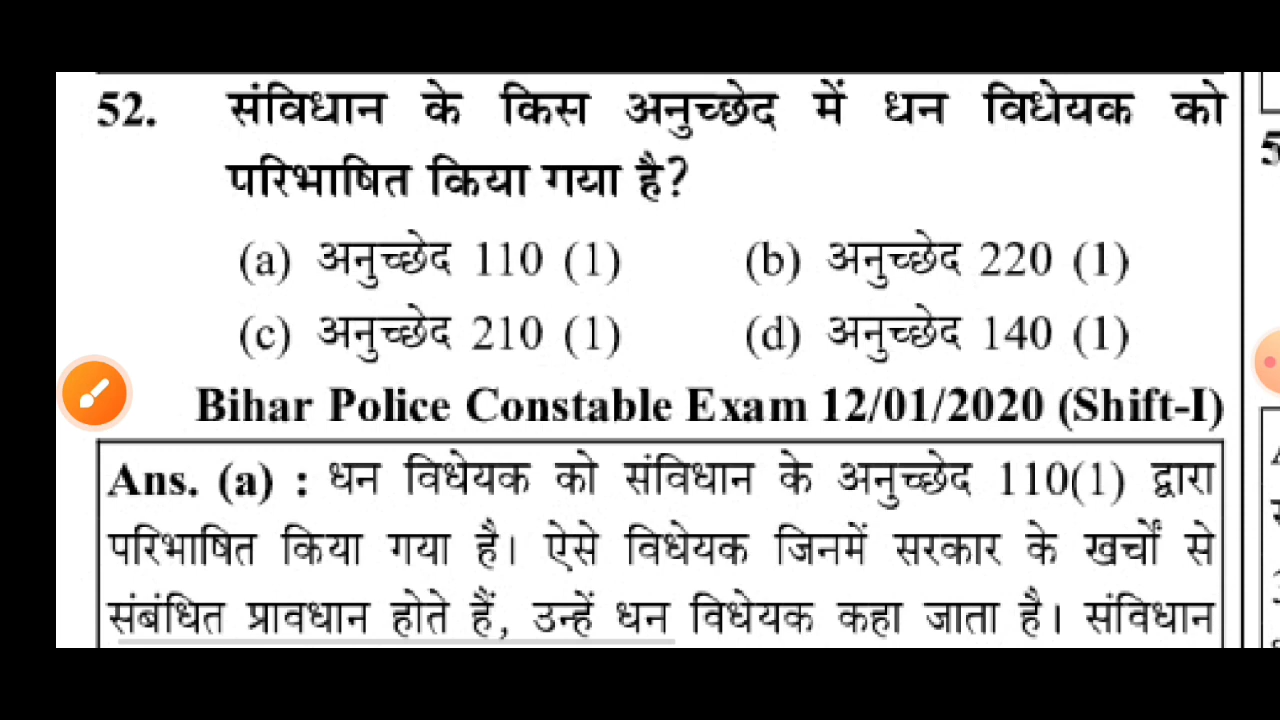 52. संविधान के किस अनुच्छेद में धन विधेयक को
परिभाषित किया गया है?
(a) अनुच्छेद 110 (1) (b) अनुच्छेद 220 (1)
(c) अनुच्छेद 210 (1) (d) अनुच्छेद 140 (1)
Bihar Police Constable Exam 12/01/2020 (Shift-I)
Ans. (a) : धन विधेयक को संविधान के अनुच्छेद 110(1) द्वारा
परिभाषित किया गया है। ऐसे विधेयक जिनमें सरकार के खर्चों से
संबंधित प्रावधान होते हैं, उन्हें धन विधेयक कहा जाता है। संविधान